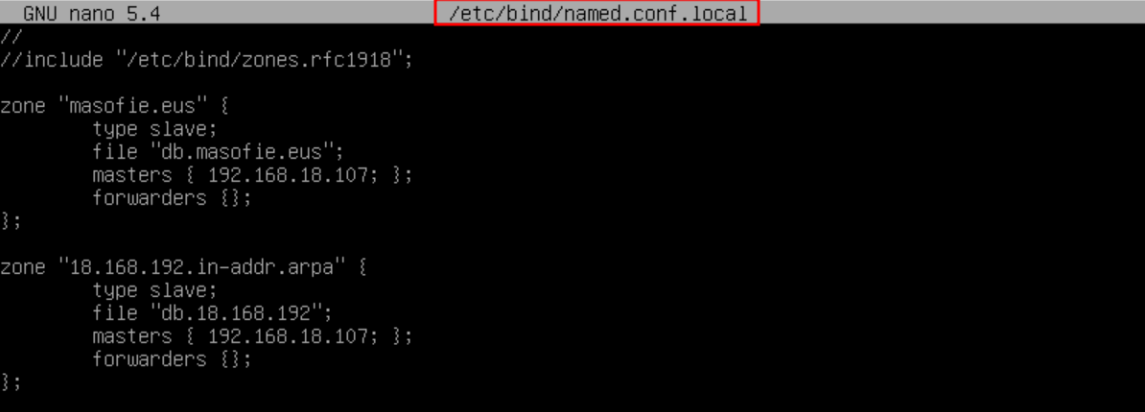 GNU nano 5.4 /etc/bind/named.conf.local
//
//include "/etc/bind/zones.rfc1918";
zone "masofie.eus" {
type slave;
file "db.masofie.eus";
masters { 192.168.18.107; };
forwarders {};
};
zone "18.168.192.in-addr.arpa" {
type slave;
file "db.18.168.192";
masters { 192.168.18.107; };
forwarders {};
};